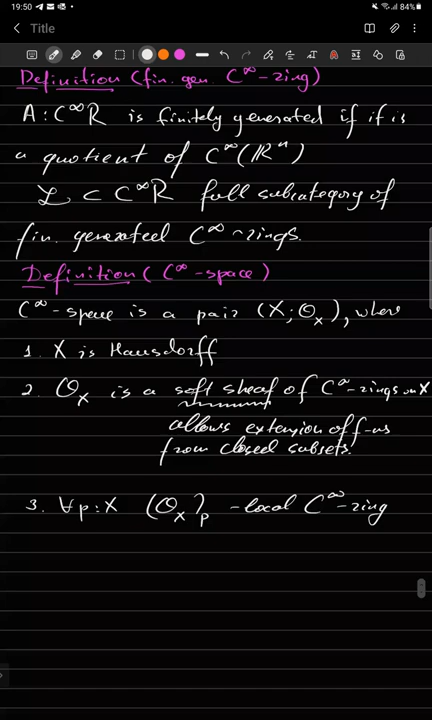 19:50
84%
Title
Definition (fin. gen. C^∞-ring)
A : C^∞R is finitely generated if if is
a quotient of C^∞(ℝ^n)
ℒ ⊂ C^∞R full subcategory of
fin. generated C^∞-rings.
Definition (C^∞-space)
C^∞-space is a pair (X; O_X), where
1. X is Hausdorff
2. O_X is a soft sheaf of C^∞-rings on X
allows extension of f-ns
from closed subsets.
3. ∀p:X (O_X)_p - local C^∞-ring